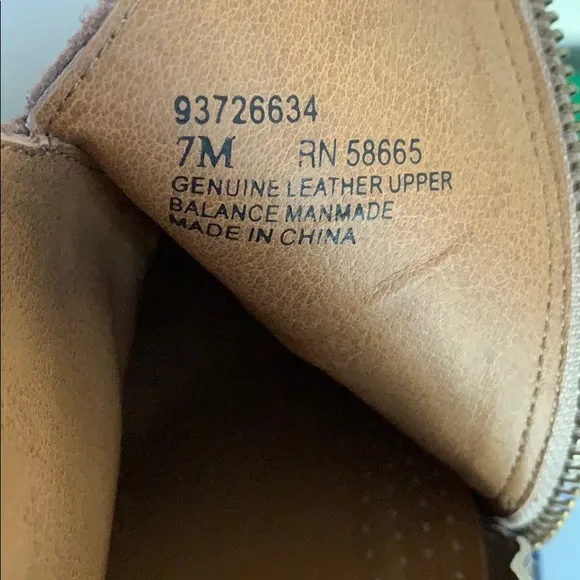 93726634
7M RN 58665
GENUINE LEATHER UPPER
BALANCE MANMADE
MADE IN CHINA